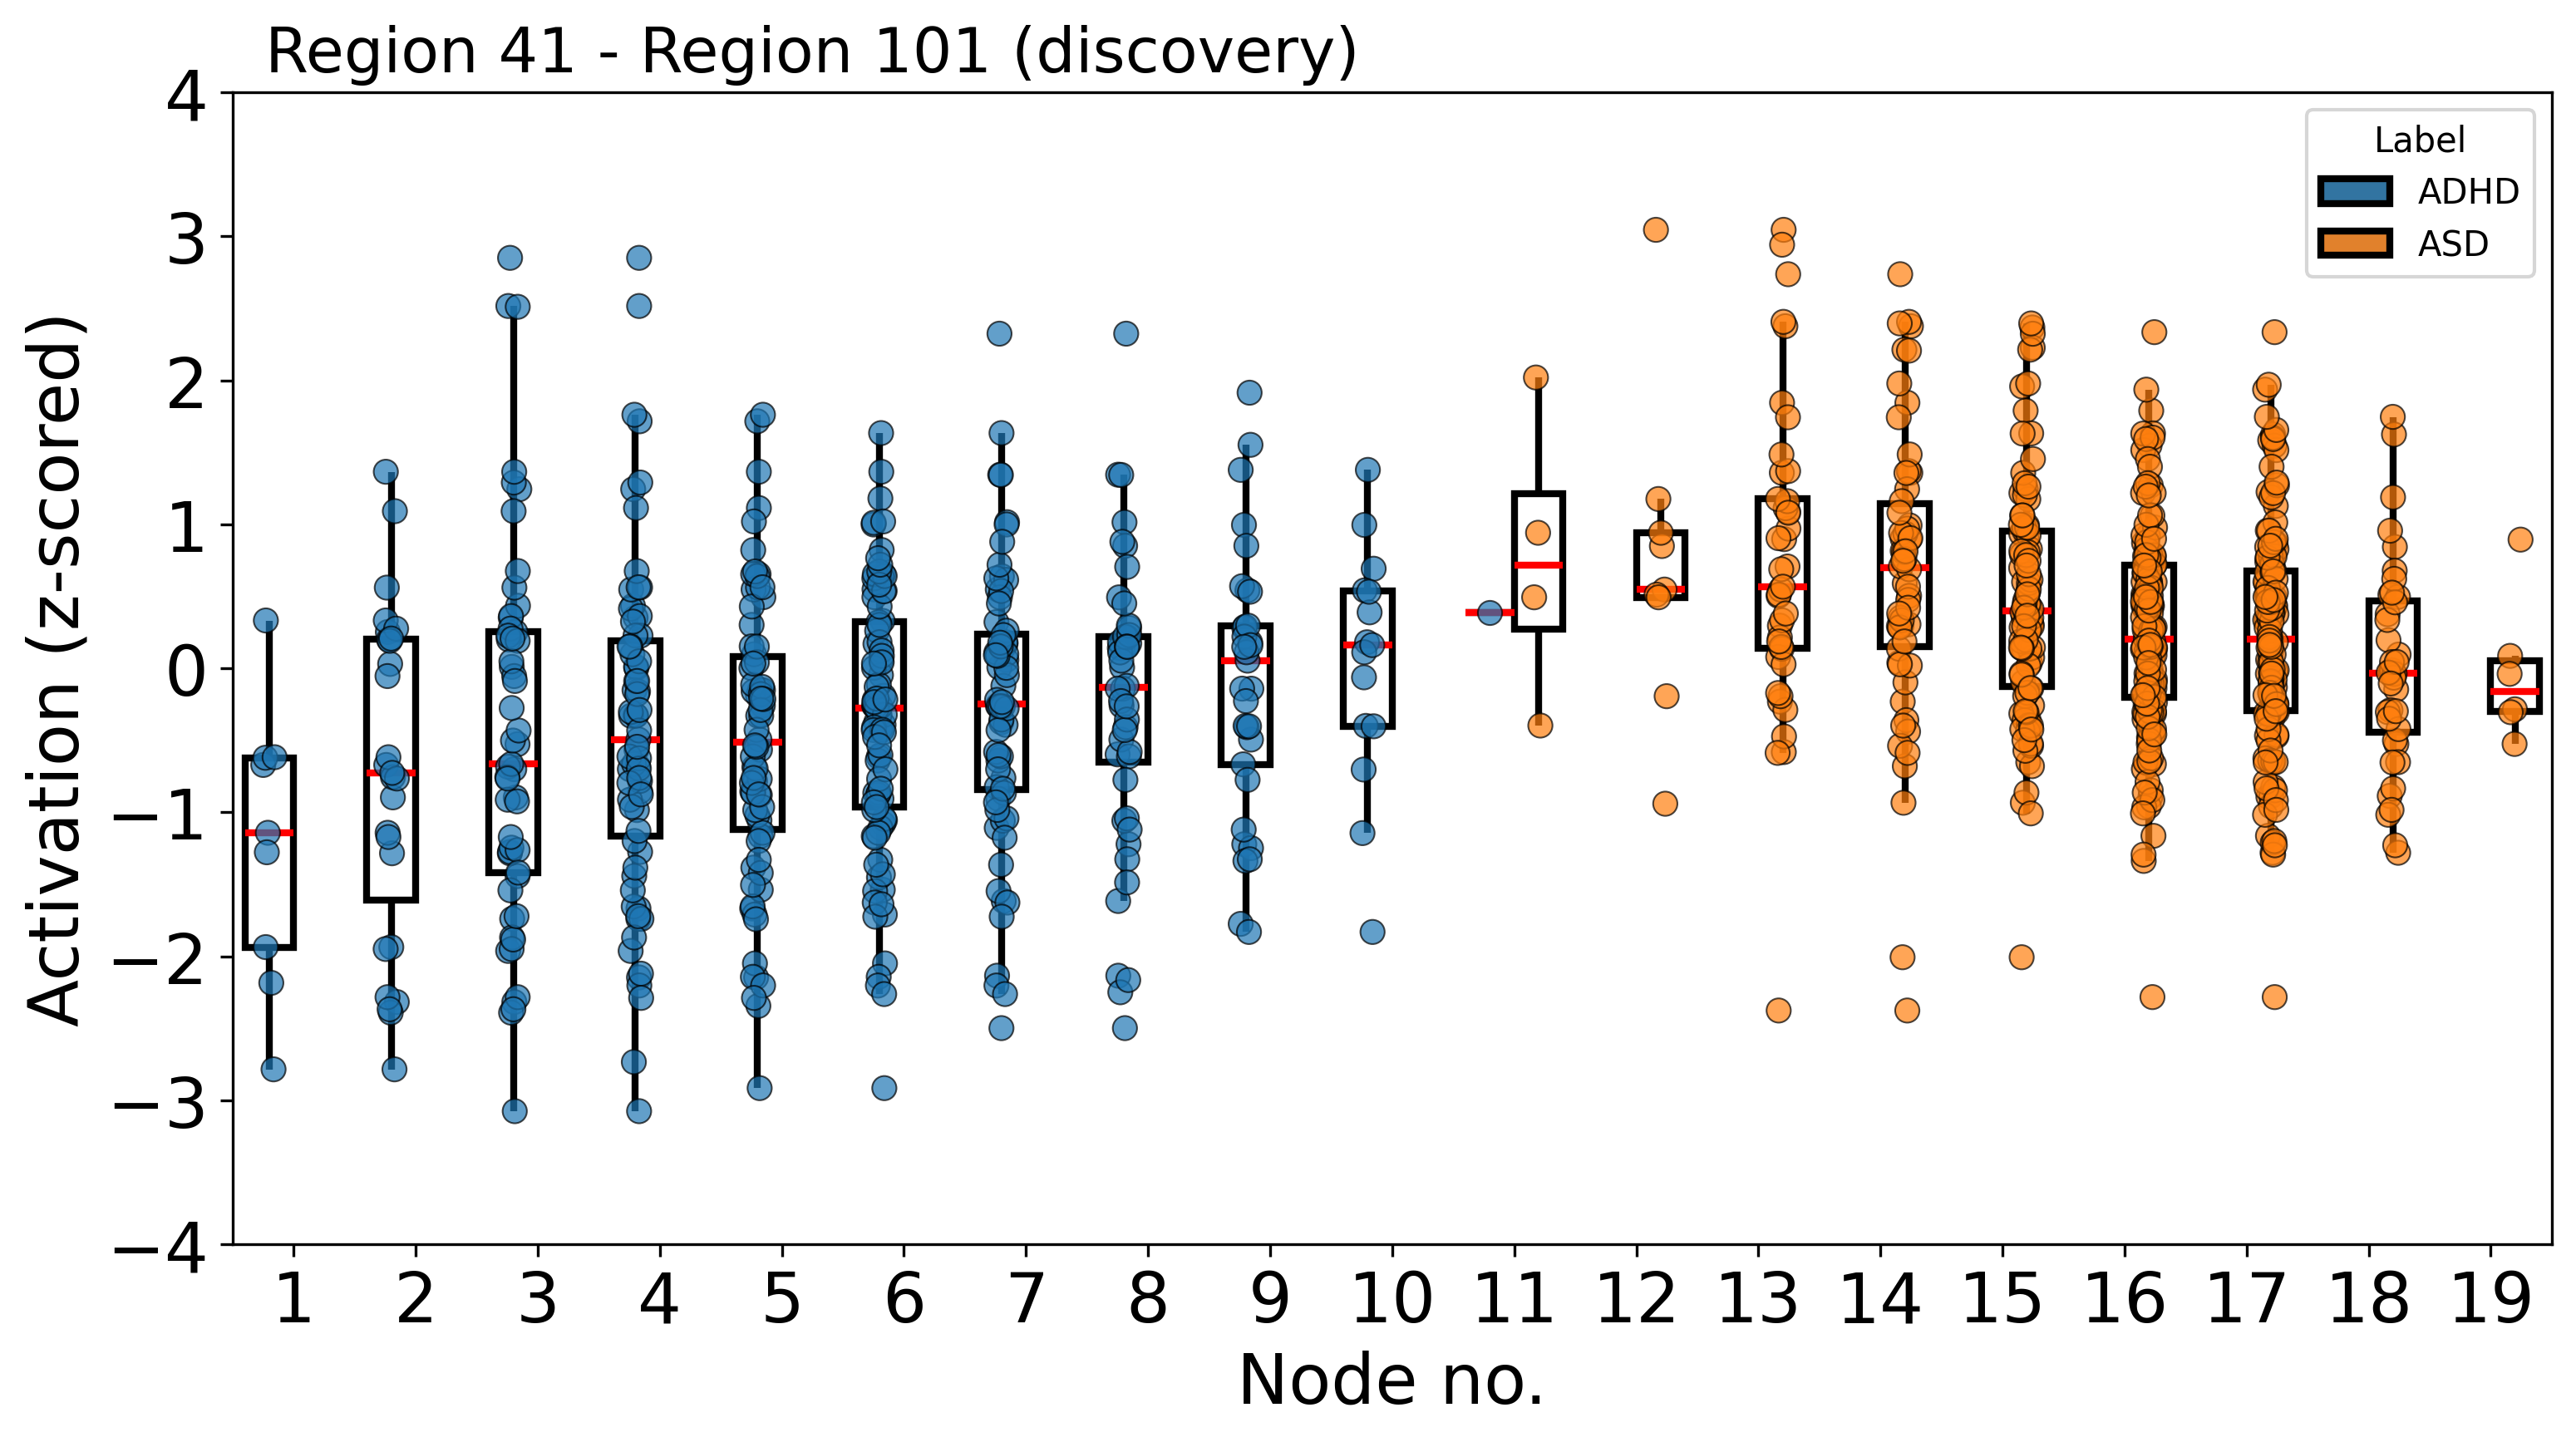 Region 41 - Region 101 (discovery)
Activation (z-scored)
4
3
2
1
0
−1
−2
−3
−4
Label
ADHD
ASD
1 2 3 4 5 6 7 8 9 10 11 12 13 14 15 16 17 18 19
Node no.